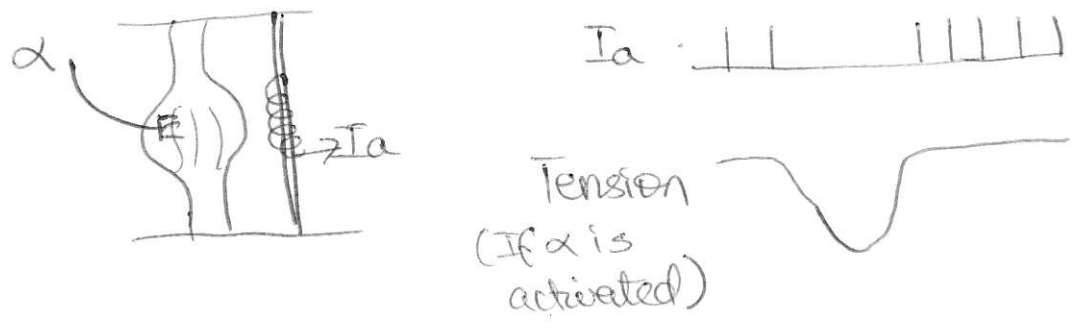 α
Ia
Ia
Tension
(If α is
activated)